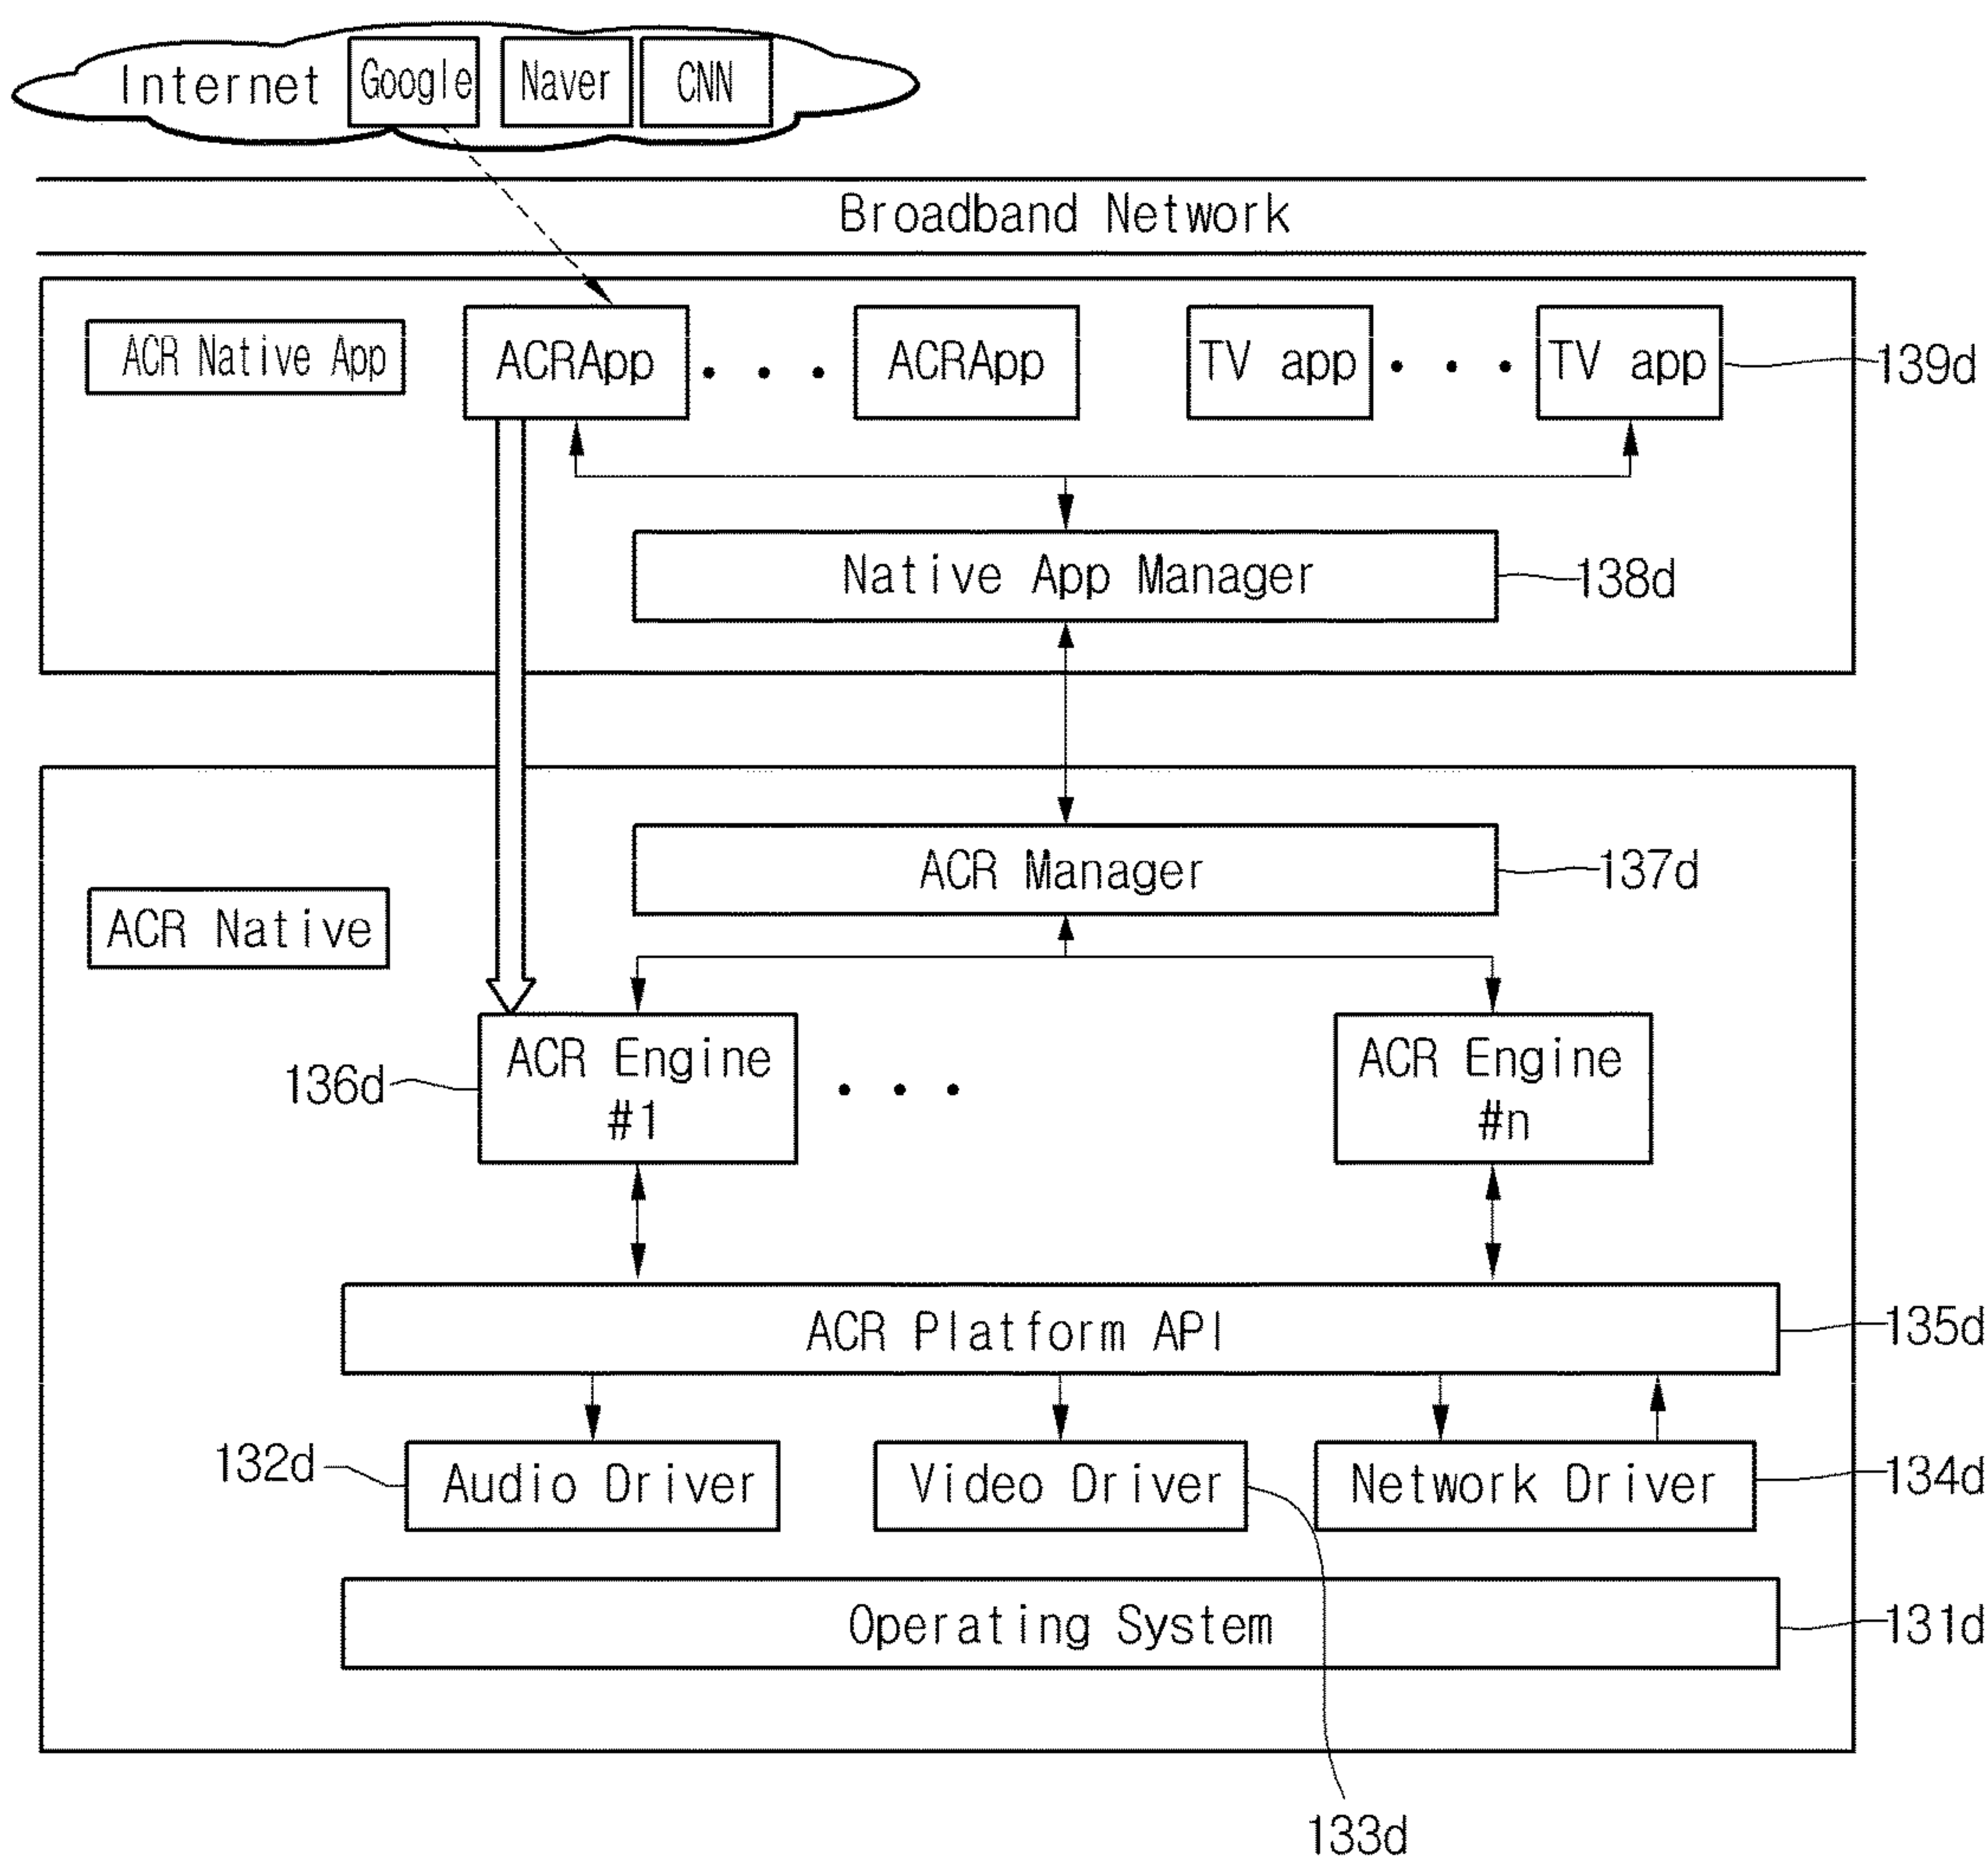 Internet Google Naver CNN
Broadband Network
ACR Native App ACRApp ACRApp TV app TV app 139d
Native App Manager 138d
ACR Manager 137d
ACR Native
ACR Engine #1
136d
ACR Engine #n
ACR Platform API 135d
132d Audio Driver Video Driver Network Driver 134d
Operating System 131d
133d